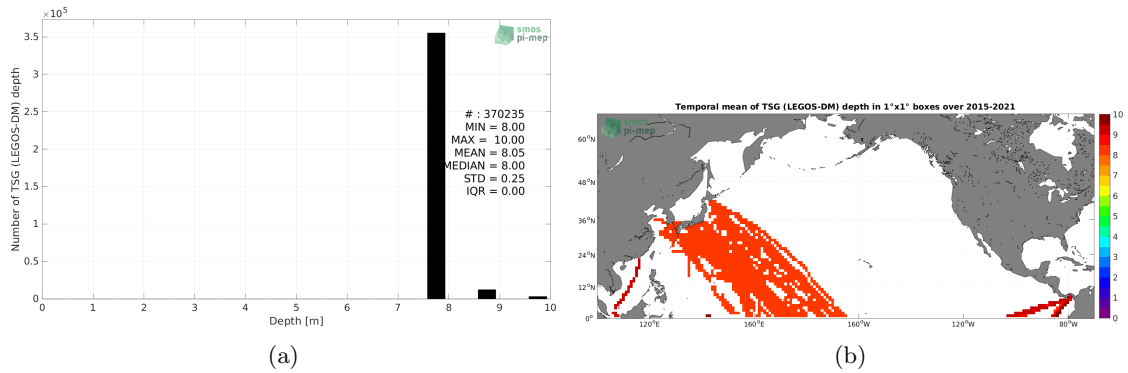 ×10⁵
smos
pi-mep
Number of TSG (LEGOS-DM) depth
3.5
3
2.5
2
1.5
1
0.5
0
# : 370235
MIN = 8.00
MAX = 10.00
MEAN = 8.05
MEDIAN = 8.00
STD = 0.25
IQR = 0.00
0 1 2 3 4 5 6 7 8 9 10
Depth [m]
(a)
Temporal mean of TSG (LEGOS-DM) depth in 1°x1° boxes over 2015-2021
smos
pi-mep
60°N
48°N
36°N
24°N
12°N
0°
120°E 160°E 160°W 120°W 80°W
10
9
8
7
6
5
4
3
2
1
0
(b)